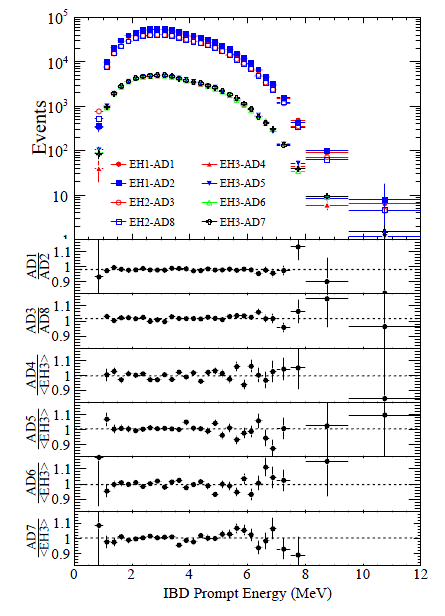 10^5
10^4
10^3
10^2
10
1
Events
EH1-AD1 EH3-AD4
EH1-AD2 EH3-AD5
EH2-AD3 EH3-AD6
EH2-AD8 EH3-AD7
AD1
AD2
1.1
1
0.9
AD3
AD8
1.1
1
0.9
AD4
<EH3>
1.1
1
0.9
AD5
<EH3>
1.1
1
0.9
AD6
<EH3>
1.1
1
0.9
AD7
<EH3>
1.1
1
0.9
0 2 4 6 8 10 12
IBD Prompt Energy (MeV)